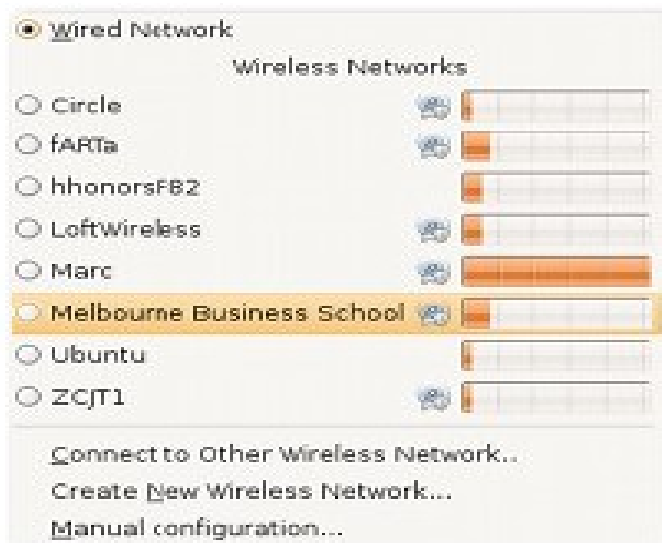 Wired Network
Wireless Networks
Circle
fARTa
hhonorsFB2
LoftWireless
Marc
Melbourne Business School
Ubuntu
ZCJT1
Connect to Other Wireless Network..
Create New Wireless Network...
Manual configuration...